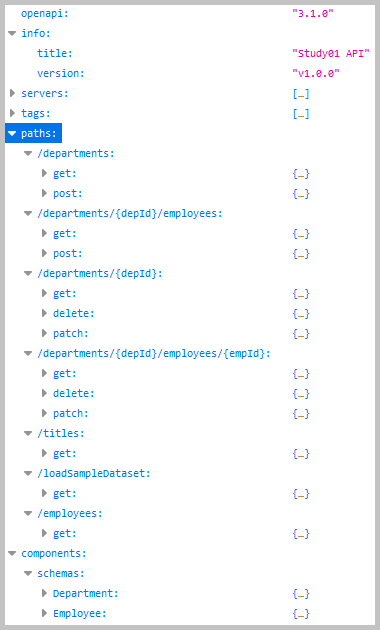 openapi: "3.1.0"
info:
title: "Study01 API"
version: "v1.0.0"
servers: […]
tags: […]
paths:
/departments:
get: {…}
post: {…}
/departments/{depId}/employees:
get: {…}
post: {…}
/departments/{depId}:
get: {…}
delete: {…}
patch: {…}
/departments/{depId}/employees/{empId}:
get: {…}
delete: {…}
patch: {…}
/titles:
get: {…}
/loadSampleDataset:
get: {…}
/employees:
get: {…}
components:
schemas:
Department: {…}
Employee: {…}